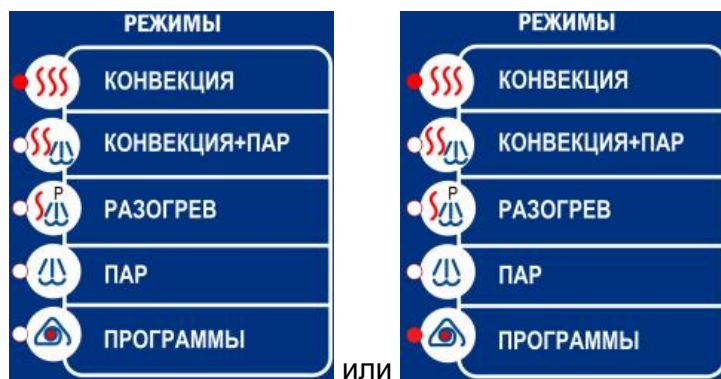 РЕЖИМЫ
КОНВЕКЦИЯ
КОНВЕКЦИЯ+ПАР
P
РАЗОГРЕВ
ПАР
ПРОГРАММЫ
или
РЕЖИМЫ
КОНВЕКЦИЯ
КОНВЕКЦИЯ+ПАР
P
РАЗОГРЕВ
ПАР
ПРОГРАММЫ